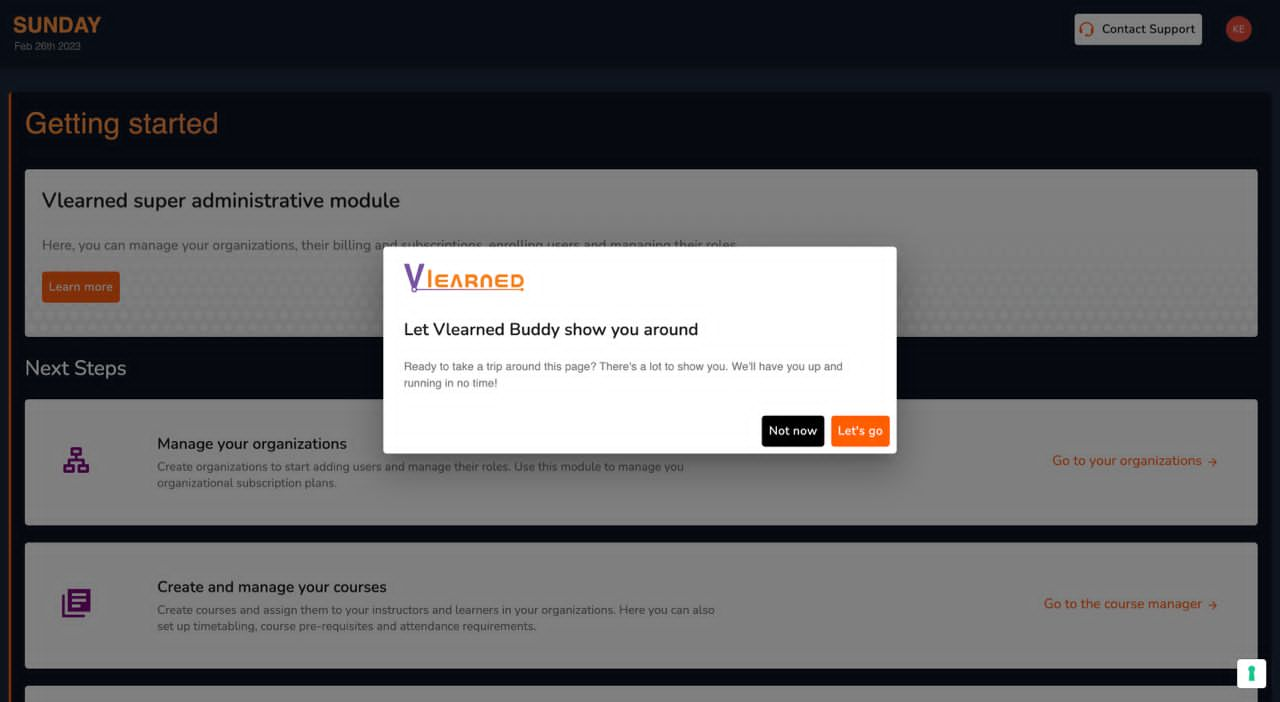 SUNDAY
Feb 26th 2023
Contact Support
KE
Getting started
Vlearned super administrative module
Here, you can manage your organizations, their billing and subscriptions, enrolling users and managing their roles
Learn more
Vlearned
Let Vlearned Buddy show you around
Ready to take a trip around this page? There's a lot to show you. We'll have you up and
running in no time!
Not now
Let's go
Next Steps
Manage your organizations
Create organizations to start adding users and manage their roles. Use this module to manage you
organizational subscription plans.
Go to your organizations →
Create and manage your courses
Create courses and assign them to your instructors and learners in your organizations. Here you can also
set up timetabling, course pre-requisites and attendance requirements.
Go to the course manager →